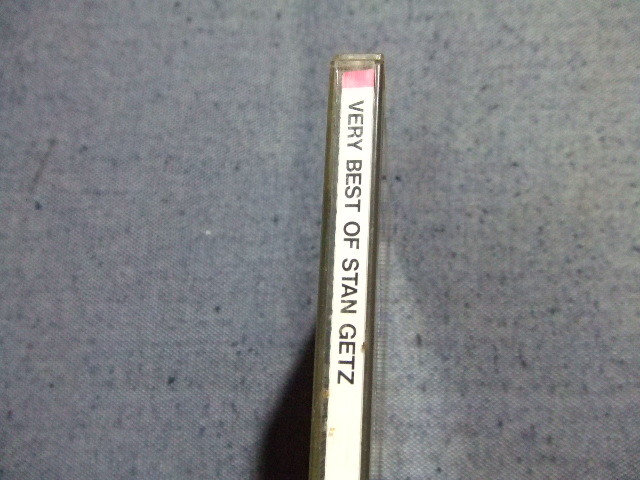 VERY BEST OF STAN GETZ